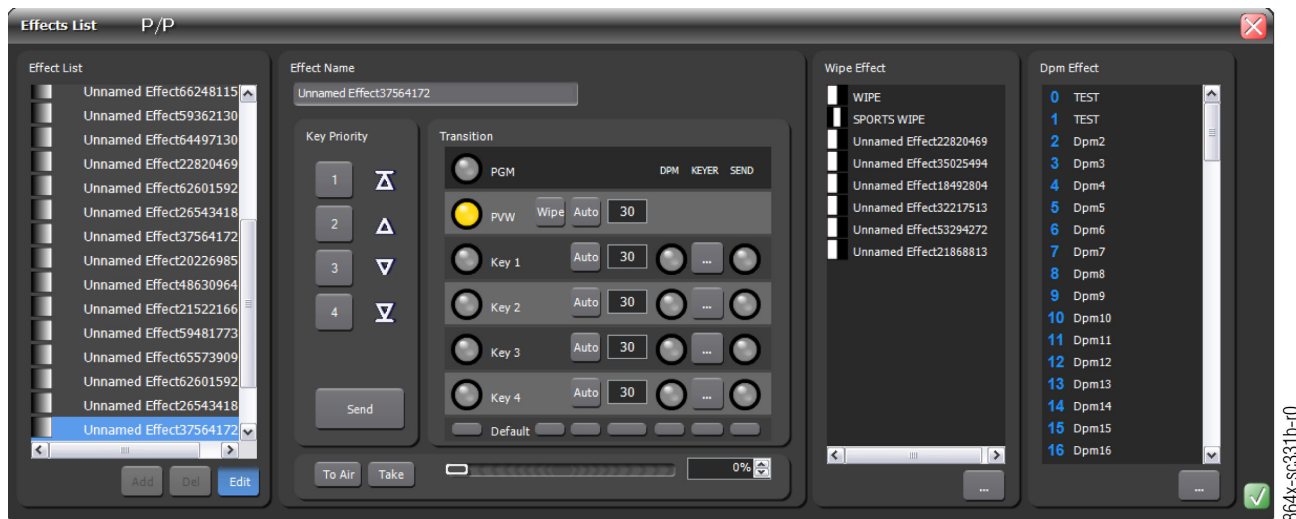 Effects List P/P
Effect List
Unnamed Effect66248115
Unnamed Effect59362130
Unnamed Effect64497130
Unnamed Effect22820469
Unnamed Effect62601592
Unnamed Effect26543418
Unnamed Effect37564172
Unnamed Effect20226985
Unnamed Effect48630964
Unnamed Effect21522166
Unnamed Effect59481773
Unnamed Effect65573909
Unnamed Effect62601592
Unnamed Effect26543418
Unnamed Effect37564172
Add Del Edit
Effect Name
Unnamed Effect37564172
Key Priority
1
2
3
4
Send
Transition
PGM DPM KEYER SEND
PVW Wipe Auto 30
Key 1 Auto 30 ...
Key 2 Auto 30 ...
Key 3 Auto 30 ...
Key 4 Auto 30 ...
Default
To Air Take 0%
Wipe Effect
WIPE
SPORTS WIPE
Unnamed Effect22820469
Unnamed Effect35025494
Unnamed Effect18492804
Unnamed Effect32217513
Unnamed Effect53294272
Unnamed Effect21868813
...
Dpm Effect
0 TEST
1 TEST
2 Dpm2
3 Dpm3
4 Dpm4
5 Dpm5
6 Dpm6
7 Dpm7
8 Dpm8
9 Dpm9
10 Dpm10
11 Dpm11
12 Dpm12
13 Dpm13
14 Dpm14
15 Dpm15
16 Dpm16
...
864x-sc331b-r0